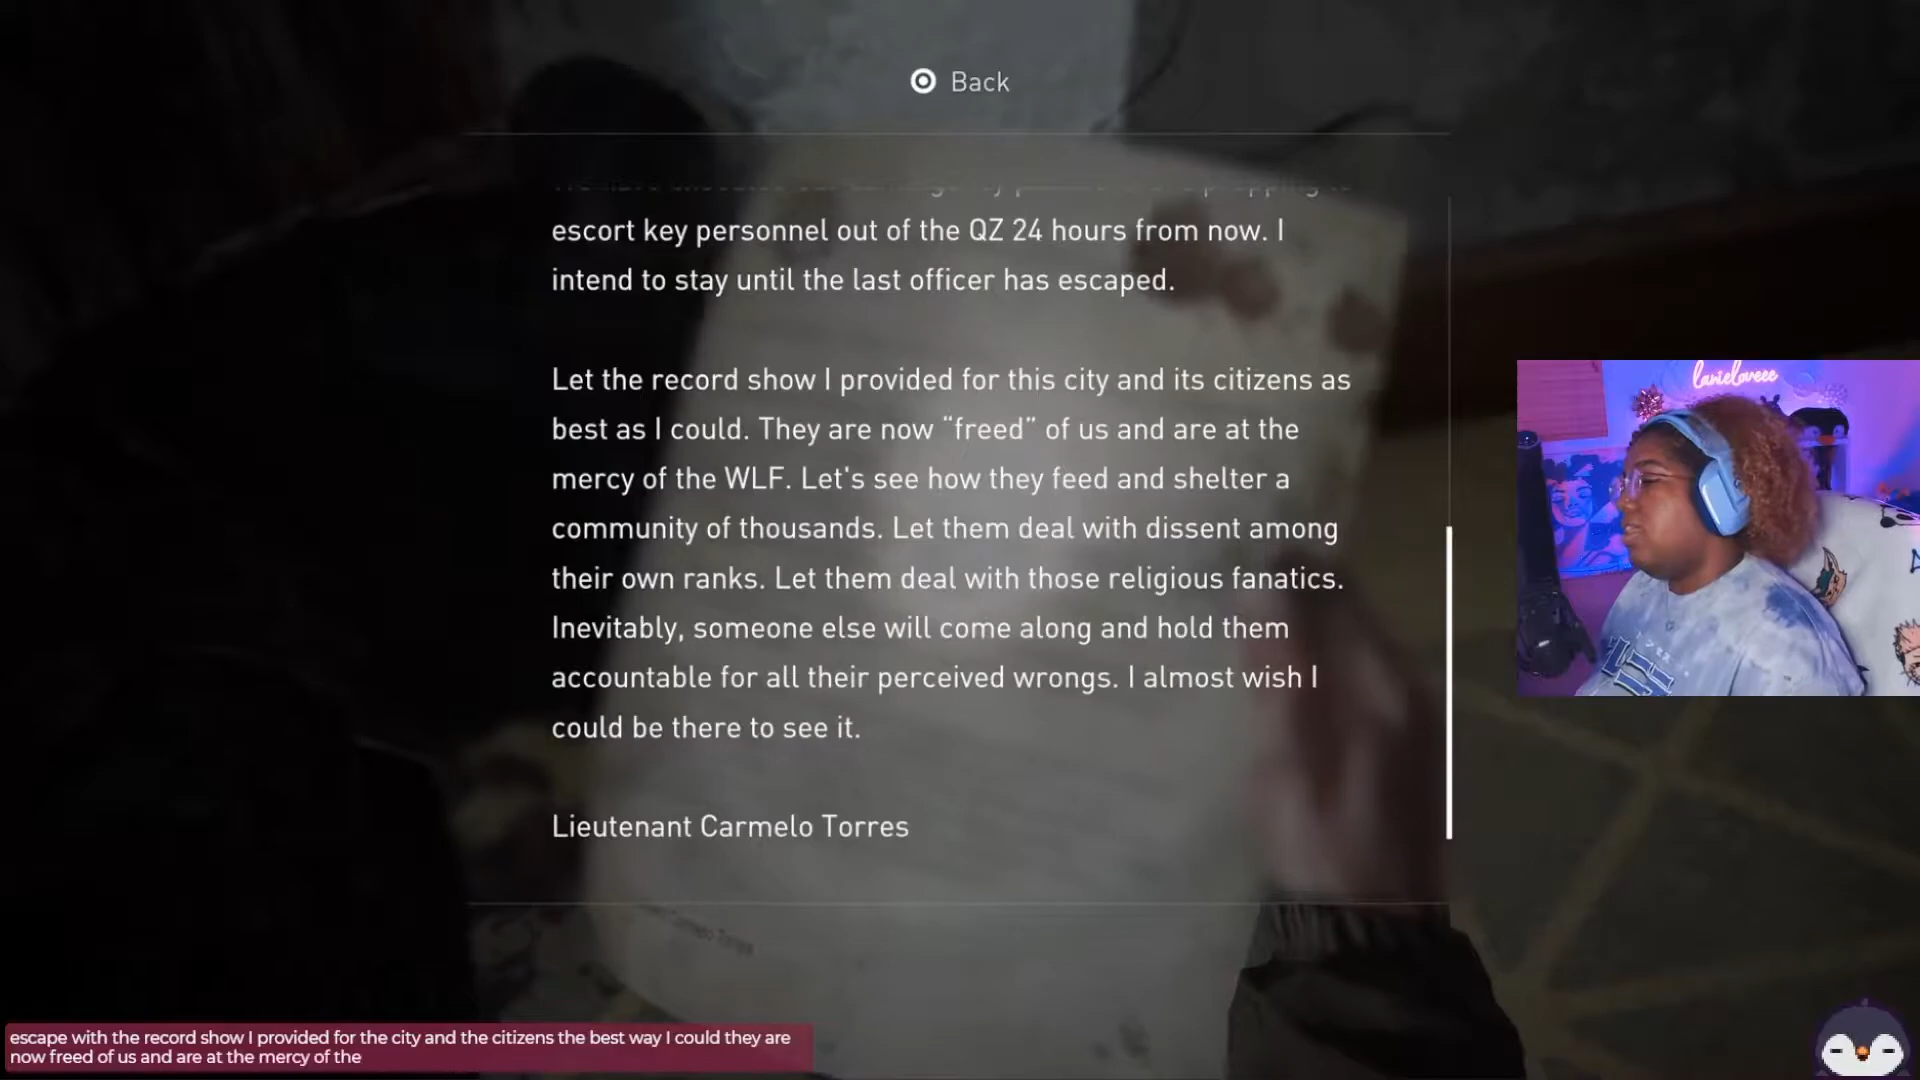 Back
escort key personnel out of the QZ 24 hours from now. I
intend to stay until the last officer has escaped.
Let the record show I provided for this city and its citizens as
best as I could. They are now “freed” of us and are at the
mercy of the WLF. Let's see how they feed and shelter a
community of thousands. Let them deal with dissent among
their own ranks. Let them deal with those religious fanatics.
Inevitably, someone else will come along and hold them
accountable for all their perceived wrongs. I almost wish I
could be there to see it.
Lieutenant Carmelo Torres
lanieloveee
Torres
escape with the record show I provided for the city and the citizens the best way I could they are
now freed of us and are at the mercy of the